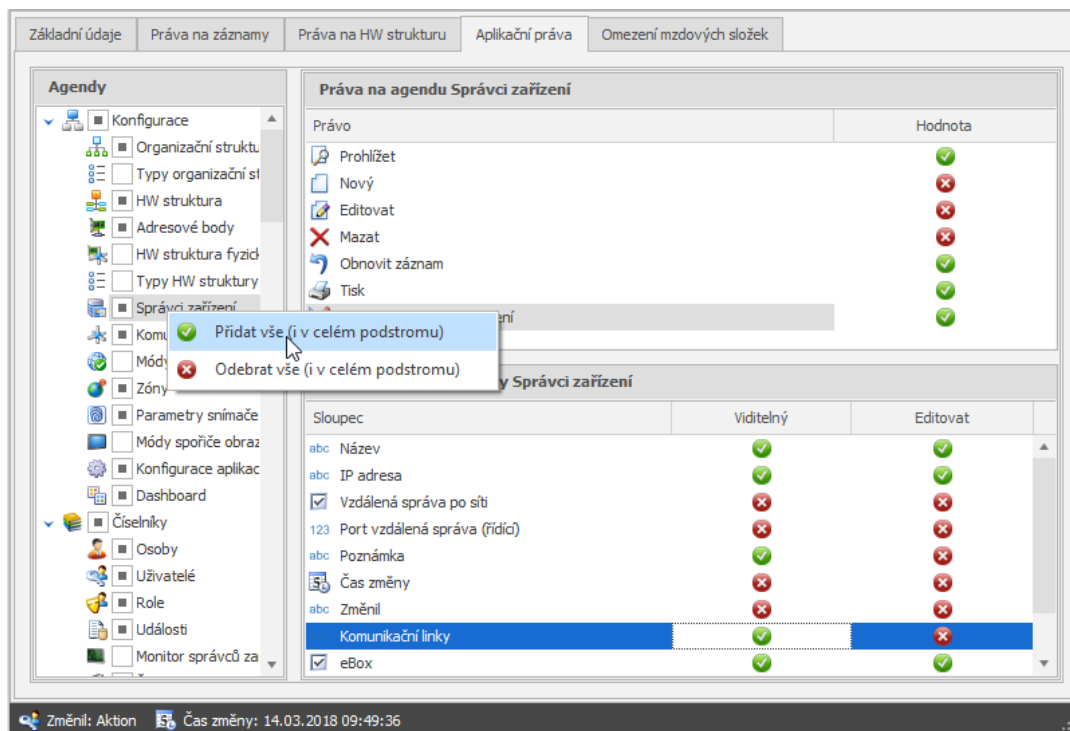 Základní údaje Práva na záznamy Práva na HW strukturu Aplikační práva Omezení mzdových složek
Agendy
Konfigurace
Organizační struktu
Typy organizační st
HW struktura
Adresové body
HW struktura fyzick
Typy HW struktury
Správci zařízení
Komu
Módy
Zóny
Parametry snímače
Módy spořiče obraz
Konfigurace aplikac
Dashboard
Číselníky
Osoby
Uživatelé
Role
Události
Monitor správců za
Přidat vše (i v celém podstromu)
Odebrat vše (i v celém podstromu)
Práva na agendu Správci zařízení
Právo Hodnota
Prohlížet
Nový
Editovat
Mazat
Obnovit záznam
Tisk
ení
y Správci zařízení
Sloupec Viditelný Editovat
abc Název
abc IP adresa
Vzdálená správa po síti
123 Port vzdálená správa (řídící)
abc Poznámka
Čas změny
abc Změnil
Komunikační linky
eBox
Změnil: Aktion Čas změny: 14.03.2018 09:49:36